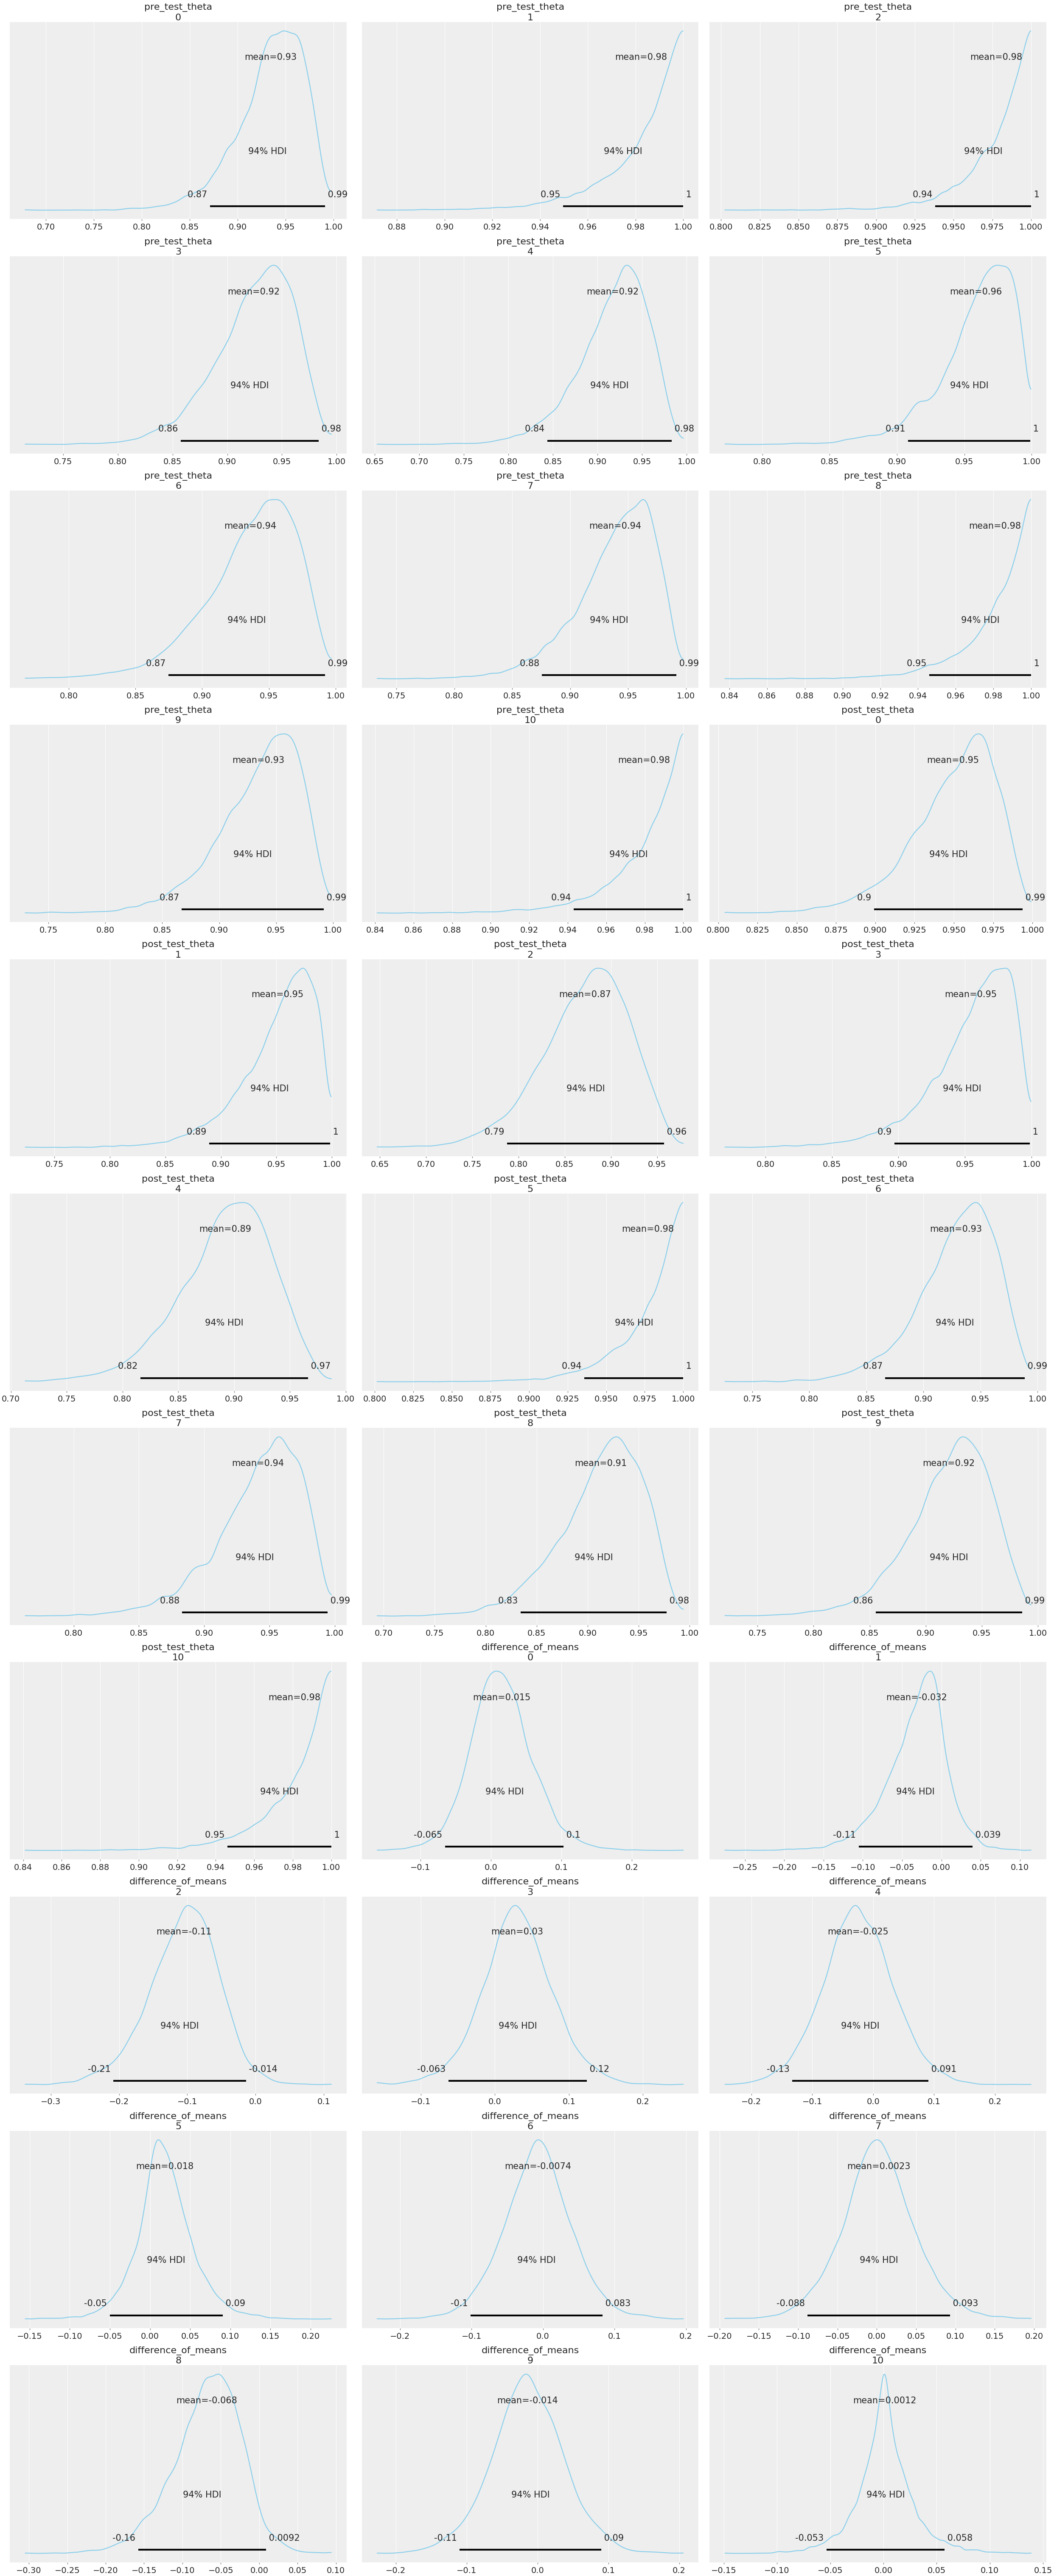 pre_test_theta
0
mean=0.93
94% HDI
0.87 0.99
0.70 0.75 0.80 0.85 0.90 0.95 1.00
pre_test_theta
1
mean=0.98
94% HDI
0.95 1
0.88 0.90 0.92 0.94 0.96 0.98 1.00
pre_test_theta
2
mean=0.98
94% HDI
0.94 1
0.800 0.825 0.850 0.875 0.900 0.925 0.950 0.975 1.000
pre_test_theta
3
mean=0.92
94% HDI
0.86 0.98
0.75 0.80 0.85 0.90 0.95 1.00
pre_test_theta
4
mean=0.92
94% HDI
0.84 0.98
0.65 0.70 0.75 0.80 0.85 0.90 0.95 1.00
pre_test_theta
5
mean=0.96
94% HDI
0.91 1
0.80 0.85 0.90 0.95 1.00
pre_test_theta
6
mean=0.94
94% HDI
0.87 0.99
0.80 0.85 0.90 0.95 1.00
pre_test_theta
7
mean=0.94
94% HDI
0.88 0.99
0.75 0.80 0.85 0.90 0.95 1.00
pre_test_theta
8
mean=0.98
94% HDI
0.95 1
0.84 0.86 0.88 0.90 0.92 0.94 0.96 0.98 1.00
pre_test_theta
9
mean=0.93
94% HDI
0.87 0.99
0.75 0.80 0.85 0.90 0.95 1.00
pre_test_theta
10
mean=0.98
94% HDI
0.94 1
0.84 0.86 0.88 0.90 0.92 0.94 0.96 0.98 1.00
post_test_theta
0
mean=0.95
94% HDI
0.9 0.99
0.800 0.825 0.850 0.875 0.900 0.925 0.950 0.975 1.000
post_test_theta
1
mean=0.95
94% HDI
0.89 1
0.75 0.80 0.85 0.90 0.95 1.00
post_test_theta
2
mean=0.87
94% HDI
0.79 0.96
0.65 0.70 0.75 0.80 0.85 0.90 0.95
post_test_theta
3
mean=0.95
94% HDI
0.9 1
0.80 0.85 0.90 0.95 1.00
post_test_theta
4
mean=0.89
94% HDI
0.82 0.97
0.70 0.75 0.80 0.85 0.90 0.95 1.00
post_test_theta
5
mean=0.98
94% HDI
0.94 1
0.800 0.825 0.850 0.875 0.900 0.925 0.950 0.975 1.000
post_test_theta
6
mean=0.93
94% HDI
0.87 0.99
0.75 0.80 0.85 0.90 0.95 1.00
post_test_theta
7
mean=0.94
94% HDI
0.88 0.99
0.80 0.85 0.90 0.95 1.00
post_test_theta
8
mean=0.91
94% HDI
0.83 0.98
0.70 0.75 0.80 0.85 0.90 0.95 1.00
post_test_theta
9
mean=0.92
94% HDI
0.86 0.99
0.75 0.80 0.85 0.90 0.95 1.00
post_test_theta
10
mean=0.98
94% HDI
0.95 1
0.84 0.86 0.88 0.90 0.92 0.94 0.96 0.98 1.00
difference_of_means
0
mean=0.015
94% HDI
-0.065 0.1
−0.1 0.0 0.1 0.2
difference_of_means
1
mean=-0.032
94% HDI
-0.11 0.039
−0.25 −0.20 −0.15 −0.10 −0.05 0.00 0.05 0.10
difference_of_means
2
mean=-0.11
94% HDI
-0.21 -0.014
−0.3 −0.2 −0.1 0.0 0.1
difference_of_means
3
mean=0.03
94% HDI
-0.063 0.12
−0.1 0.0 0.1 0.2
difference_of_means
4
mean=-0.025
94% HDI
-0.13 0.091
−0.2 −0.1 0.0 0.1 0.2
difference_of_means
5
mean=0.018
94% HDI
-0.05 0.09
−0.15 −0.10 −0.05 0.00 0.05 0.10 0.15 0.20
difference_of_means
6
mean=-0.0074
94% HDI
-0.1 0.083
−0.2 −0.1 0.0 0.1 0.2
difference_of_means
7
mean=0.0023
94% HDI
-0.088 0.093
−0.20 −0.15 −0.10 −0.05 0.00 0.05 0.10 0.15 0.20
difference_of_means
8
mean=-0.068
94% HDI
-0.16 0.0092
−0.30 −0.25 −0.20 −0.15 −0.10 −0.05 0.00 0.05 0.10
difference_of_means
9
mean=-0.014
94% HDI
-0.11 0.09
−0.2 −0.1 0.0 0.1 0.2
difference_of_means
10
mean=0.0012
94% HDI
-0.053 0.058
−0.15 −0.10 −0.05 0.00 0.05 0.10 0.15